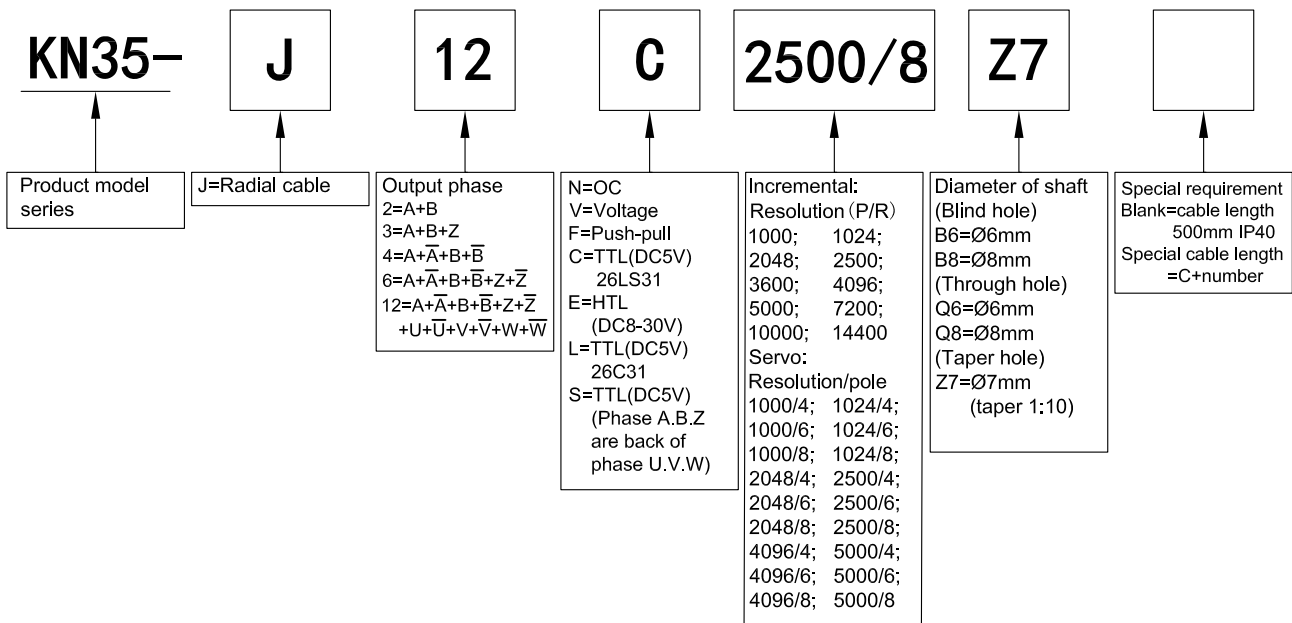 KN35- J 12 C 2500/8 Z7
Product model
series
J=Radial cable
Output phase
2=A+B
3=A+B+Z
4=A+A̅+B+B̅
6=A+A̅+B+B̅+Z+Z̅
12=A+A̅+B+B̅+Z+Z̅
+U+U̅+V+V̅+W+W̅
N=OC
V=Voltage
F=Push-pull
C=TTL(DC5V)
26LS31
E=HTL
(DC8-30V)
L=TTL(DC5V)
26C31
S=TTL(DC5V)
(Phase A.B.Z
are back of
phase U.V.W)
Incremental:
Resolution(P/R)
1000; 1024;
2048; 2500;
3600; 4096;
5000; 7200;
10000; 14400
Servo:
Resolution/pole
1000/4; 1024/4;
1000/6; 1024/6;
1000/8; 1024/8;
2048/4; 2500/4;
2048/6; 2500/6;
2048/8; 2500/8;
4096/4; 5000/4;
4096/6; 5000/6;
4096/8; 5000/8
Diameter of shaft
(Blind hole)
B6=Ø6mm
B8=Ø8mm
(Through hole)
Q6=Ø6mm
Q8=Ø8mm
(Taper hole)
Z7=Ø7mm
(taper 1:10)
Special requirement
Blank=cable length
500mm IP40
Special cable length
=C+number